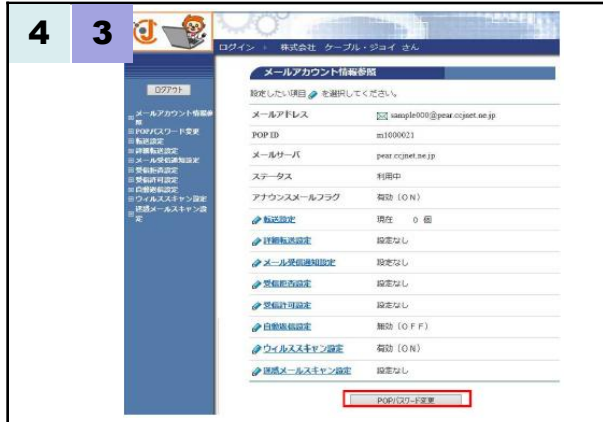 4 3
ログイン : 株式会社 ケーブル・ジョイ さん
メールアカウント情報参照
設定したい項目 を選択してください。
ログアウト
メールアカウント情報参照
POPパスワード変更
転送設定
詳細転送設定
メール受信通知設定
受信拒否設定
受信許可設定
自動返信設定
ウィルススキャン設定
迷惑メールスキャン設定
メールアドレス sample000@pear.ccjnet.ne.jp
POP ID m1000021
メールサーバ pear.ccjnet.ne.jp
ステータス 利用中
アナウンスメールフラグ 有効（ON）
転送設定 現在 0 個
詳細転送設定 設定なし
メール受信通知設定 設定なし
受信拒否設定 設定なし
受信許可設定 設定なし
自動返信設定 無効（OFF）
ウィルススキャン設定 有効（ON）
迷惑メールスキャン設定 設定なし
POPパスワード変更